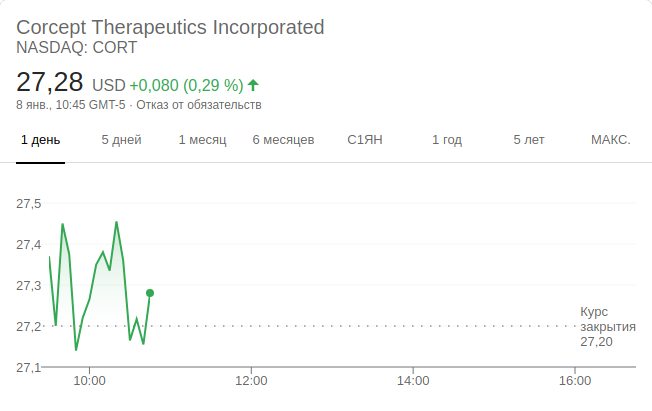 Corcept Therapeutics Incorporated
NASDAQ: CORT
27,28 USD +0,080 (0,29 %)
8 янв., 10:45 GMT-5 · Отказ от обязательств
1 день 5 дней 1 месяц 6 месяцев С1ЯН 1 год 5 лет МАКС.
27,5
27,4
27,3
27,2
27,1
Курс
закрытия
27,20
10:00 12:00 14:00 16:00